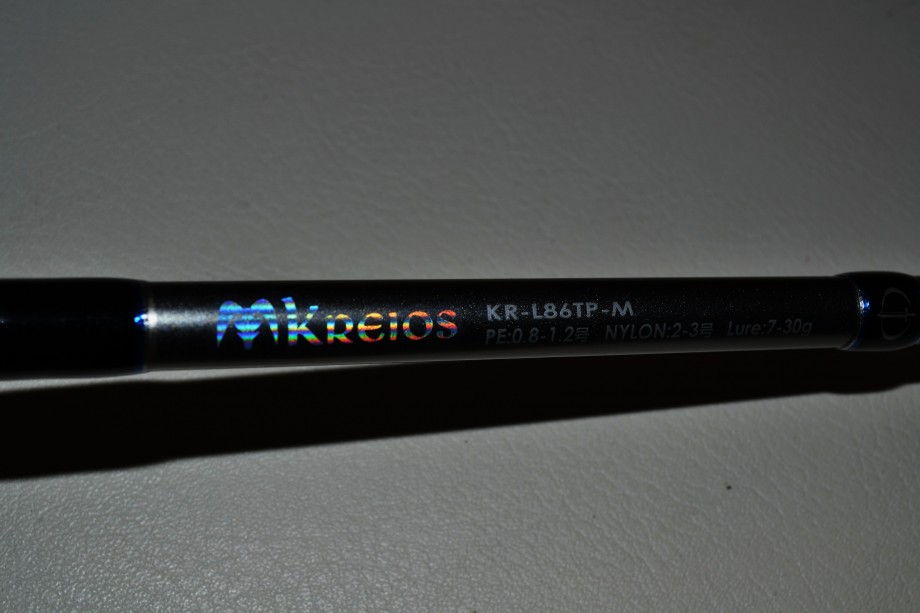 KREIOS
KR-L86TP-M
PE:0.8-1.2号 NYLON:2-3号 Lure:7-30g